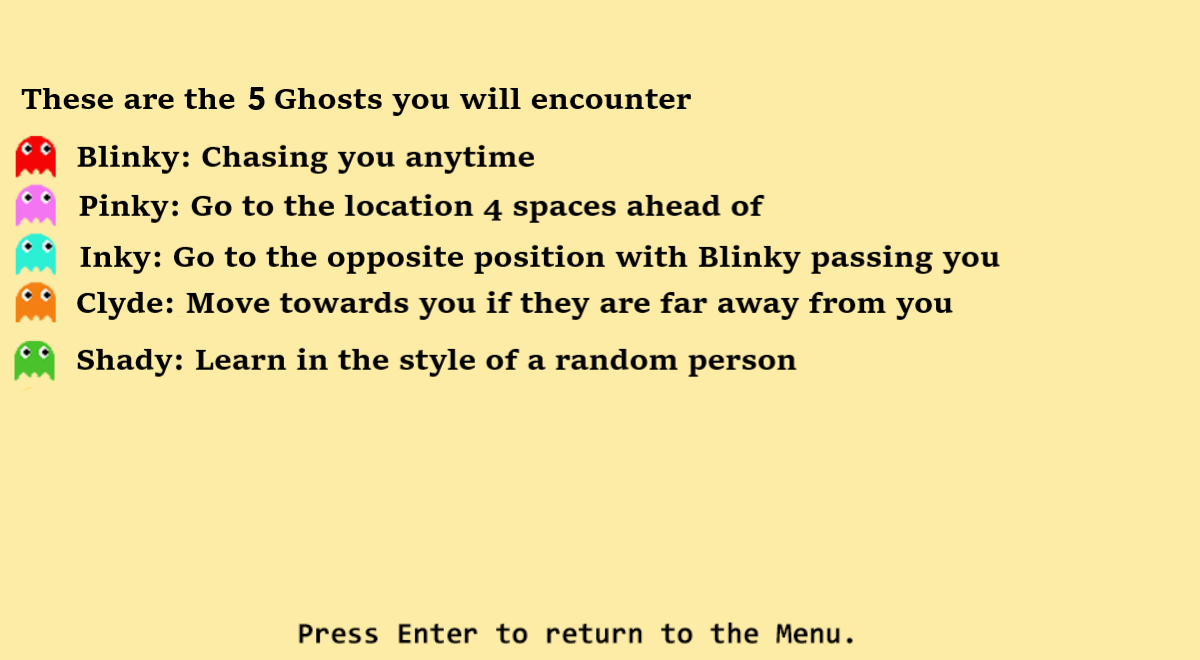 These are the 5 Ghosts you will encounter
Blinky: Chasing you anytime
Pinky: Go to the location 4 spaces ahead of
Inky: Go to the opposite position with Blinky passing you
Clyde: Move towards you if they are far away from you
Shady: Learn in the style of a random person
Press Enter to return to the Menu.